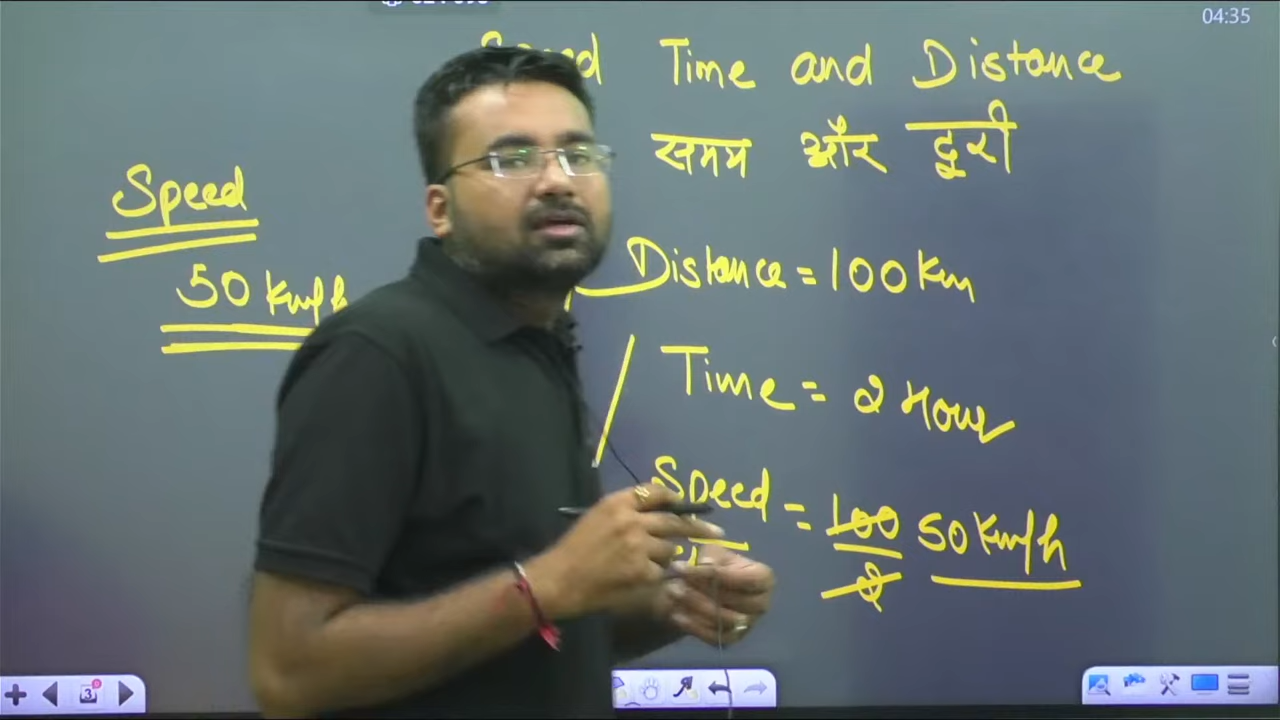 04:35
Time and Distance
समय और दूरी
Speed
50 Km/h
Distance = 100 Km
Time = 2 Hour
Speed = 100 50 Km/h
2
3